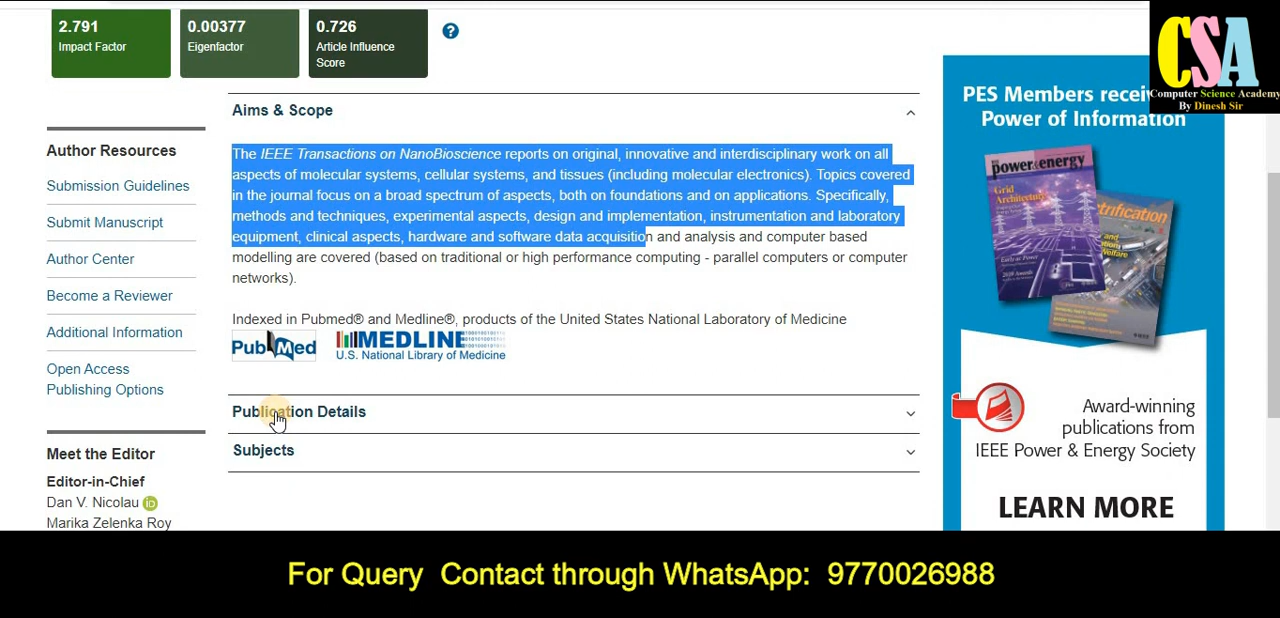 2.791
Impact Factor
0.00377
Eigenfactor
0.726
Article Influence
Score
?
CSA
Computer Science Academy
By Dinesh Sir
Aims & Scope
The IEEE Transactions on NanoBioscience reports on original, innovative and interdisciplinary work on all
aspects of molecular systems, cellular systems, and tissues (including molecular electronics). Topics covered
in the journal focus on a broad spectrum of aspects, both on foundations and on applications. Specifically,
methods and techniques, experimental aspects, design and implementation, instrumentation and laboratory
equipment, clinical aspects, hardware and software data acquisition and analysis and computer based
modelling are covered (based on traditional or high performance computing - parallel computers or computer
networks).
Indexed in Pubmed® and Medline®, products of the United States National Laboratory of Medicine
PubMed
MEDLINE
U.S. National Library of Medicine
Publication Details
Subjects
Author Resources
Submission Guidelines
Submit Manuscript
Author Center
Become a Reviewer
Additional Information
Open Access
Publishing Options
Meet the Editor
Editor-in-Chief
Dan V. Nicolau iD
Marika Zelenka Roy
PES Members recei
Power of Information
power&energy
Grid
Architecture
trification
Award-winning
publications from
IEEE Power & Energy Society
LEARN MORE
For Query Contact through WhatsApp: 9770026988